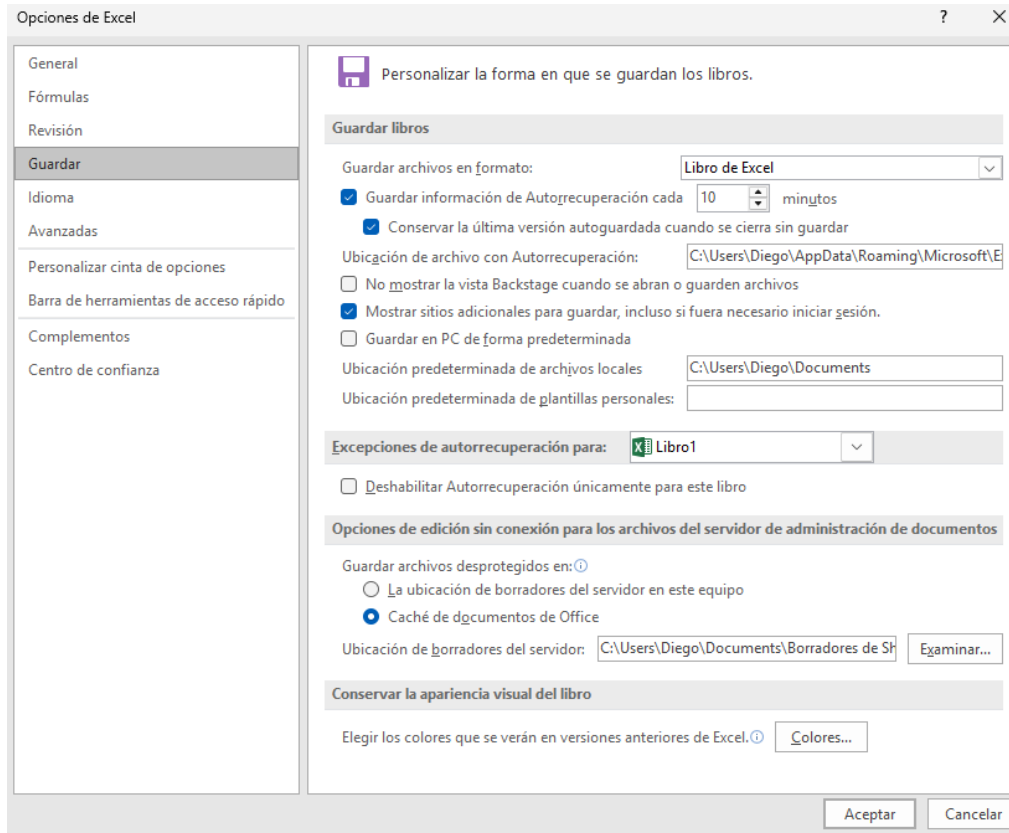 Opciones de Excel
General
Fórmulas
Revisión
Guardar
Idioma
Avanzadas
Personalizar cinta de opciones
Barra de herramientas de acceso rápido
Complementos
Centro de confianza
Personalizar la forma en que se guardan los libros.
Guardar libros
Guardar archivos en formato: Libro de Excel
Guardar información de Autorrecuperación cada 10 minutos
Conservar la última versión autoguardada cuando se cierra sin guardar
Ubicación de archivo con Autorrecuperación: C:\Users\Diego\AppData\Roaming\Microsoft\E
No mostrar la vista Backstage cuando se abran o guarden archivos
Mostrar sitios adicionales para guardar, incluso si fuera necesario iniciar sesión.
Guardar en PC de forma predeterminada
Ubicación predeterminada de archivos locales C:\Users\Diego\Documents
Ubicación predeterminada de plantillas personales:
Excepciones de autorrecuperación para: Libro1
Deshabilitar Autorrecuperación únicamente para este libro
Opciones de edición sin conexión para los archivos del servidor de administración de documentos
Guardar archivos desprotegidos en:
La ubicación de borradores del servidor en este equipo
Caché de documentos de Office
Ubicación de borradores del servidor: C:\Users\Diego\Documents\Borradores de Sh Examinar...
Conservar la apariencia visual del libro
Elegir los colores que se verán en versiones anteriores de Excel. Colores...
Aceptar Cancelar